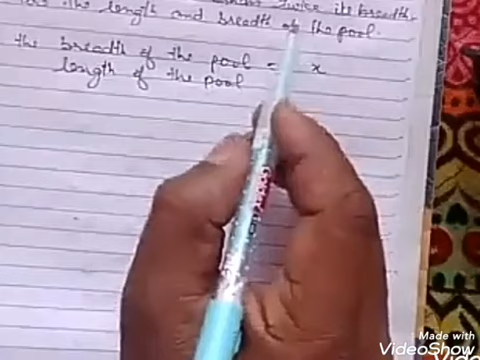 twice its breadth.
the length and breadth of the pool.
the breadth of the pool = x
length of the pool
Made with
VideoShow